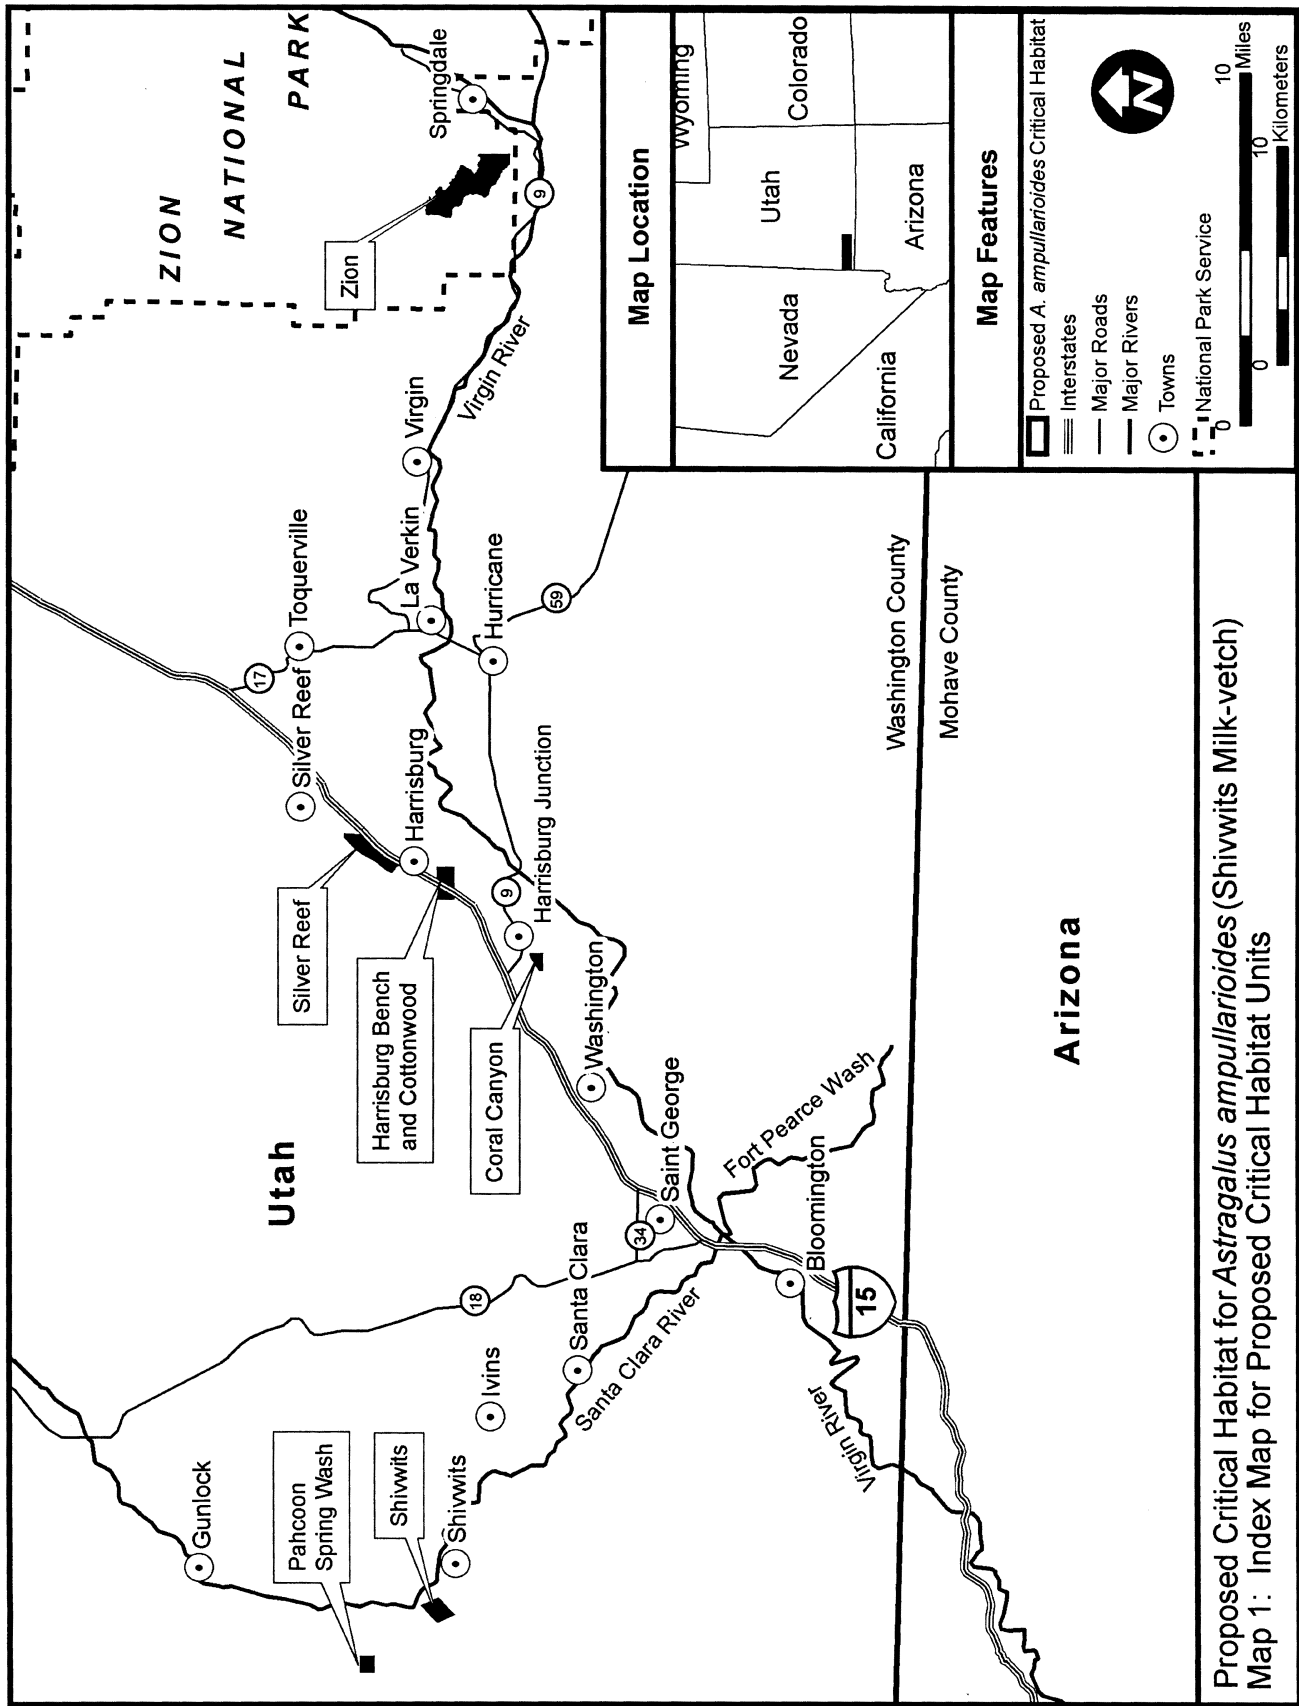 ZION
NATIONAL
PARK
Springdale
Zion
9
Virgin River
Virgin
Toquerville
La Verkin
Hurricane
59
17
Silver Reef
Harrisburg
Harrisburg Junction
9
Silver Reef
Harrisburg Bench
and Cottonwood
Coral Canyon
Washington
Utah
Saint George
34
Fort Pearce Wash
Bloomington
15
18
Santa Clara
Santa Clara River
Ivins
Virgin River
Gunlock
Pahcoon
Spring Wash
Shivwits
Shivwits
Washington County
Mohave County
Arizona
Map Location
Wyoming
Utah
Colorado
Nevada
California
Arizona
Map Features
Proposed A. ampullarioides Critical Habitat
Interstates
Major Roads
Major Rivers
Towns
National Park Service
N
0 10 Miles
0 10 Kilometers
Proposed Critical Habitat for Astragalus ampullarioides (Shivwits Milk-vetch)
Map 1: Index Map for Proposed Critical Habitat Units